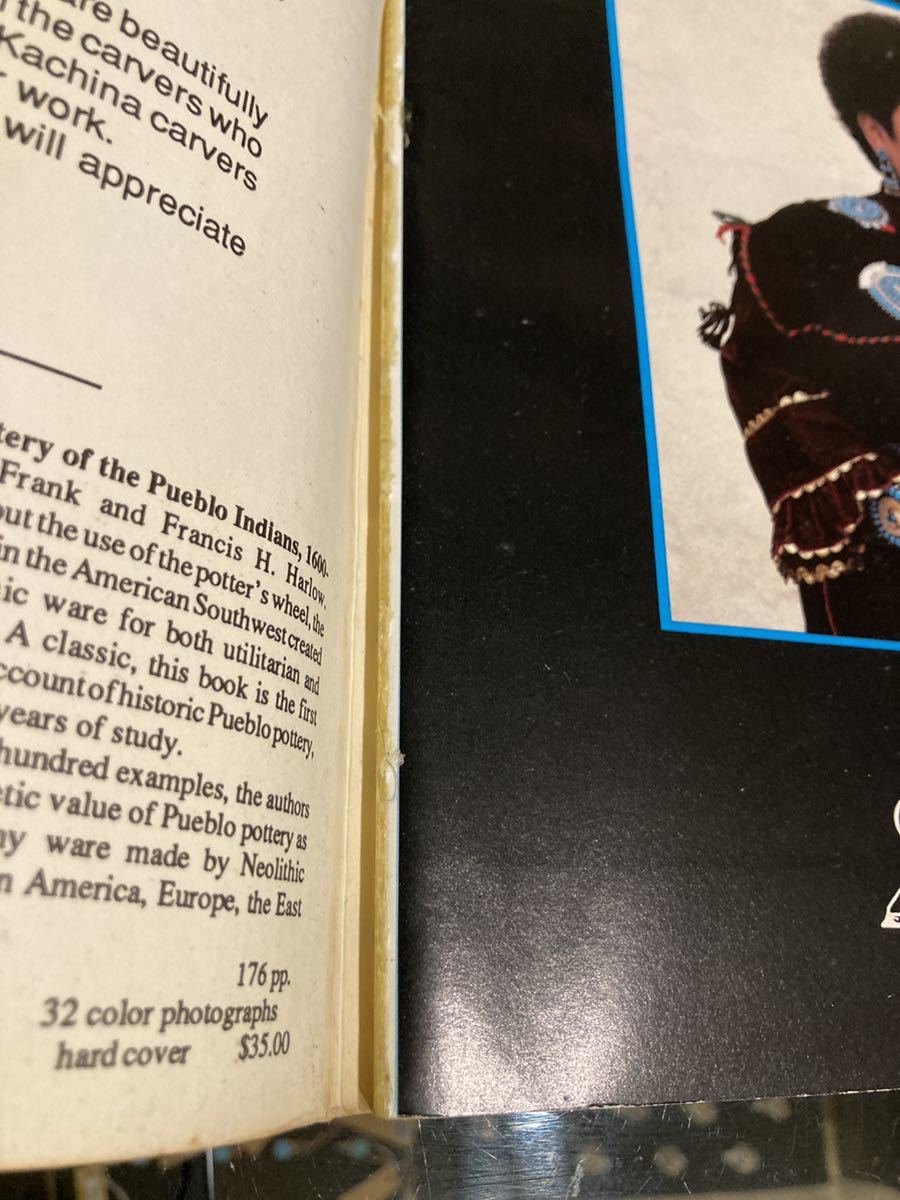 are beautifully
the carvers who
Kachina carvers
work.
will appreciate
tery of the Pueblo Indians, 1600-
Frank and Francis H. Harlow.
out the use of the potter's wheel, the
in the American Southwest created
ic ware for both utilitarian and
A classic, this book is the first
ccount of historic Pueblo pottery,
years of study.
hundred examples, the authors
etic value of Pueblo pottery as
ny ware made by Neolithic
n America, Europe, the East
176 pp.
32 color photographs
hard cover $35.00